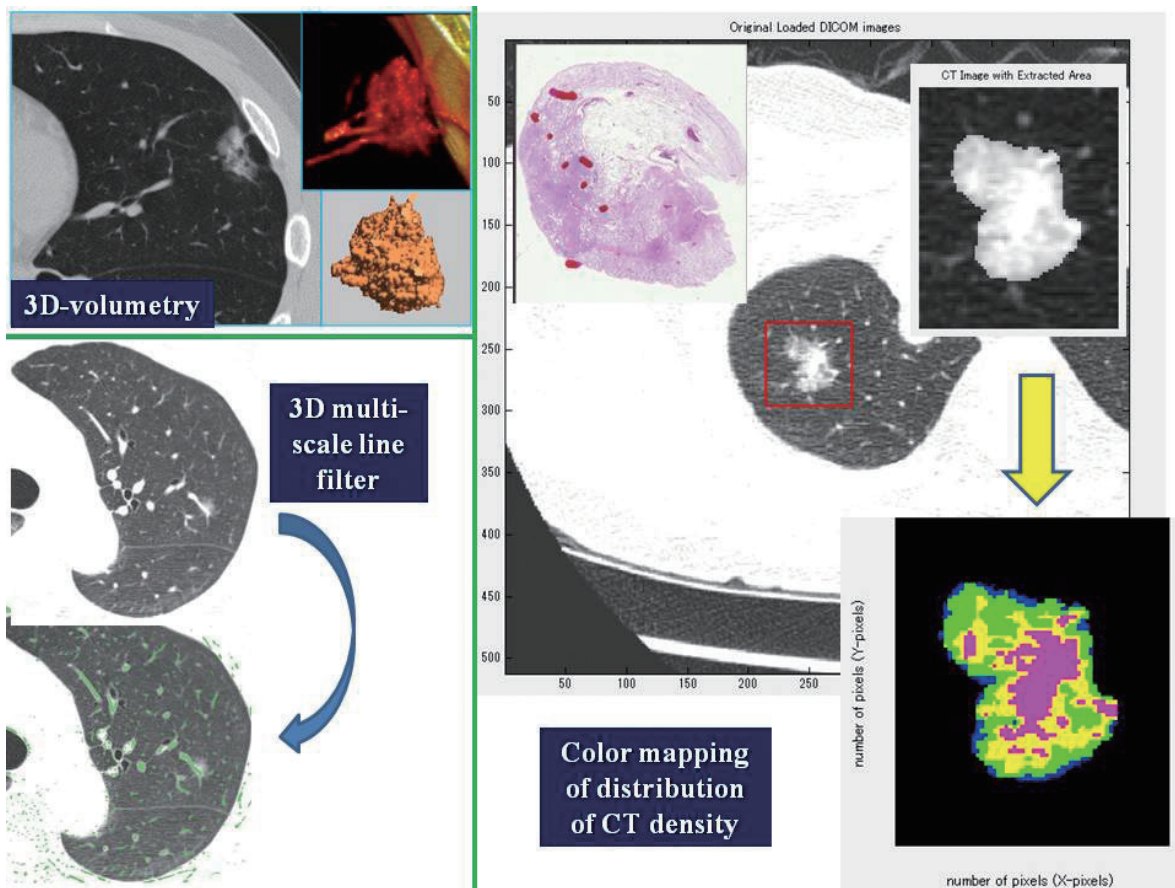 3D-volumetry
3D multi-
scale line
filter
Original Loaded DICOM images
CT Image with Extracted Area
50
100
150
200
250
300
350
400
450
500
50
100
150
200
250
number of pixels (Y-pixels)
number of pixels (X-pixels)
Color mapping
of distribution
of CT density